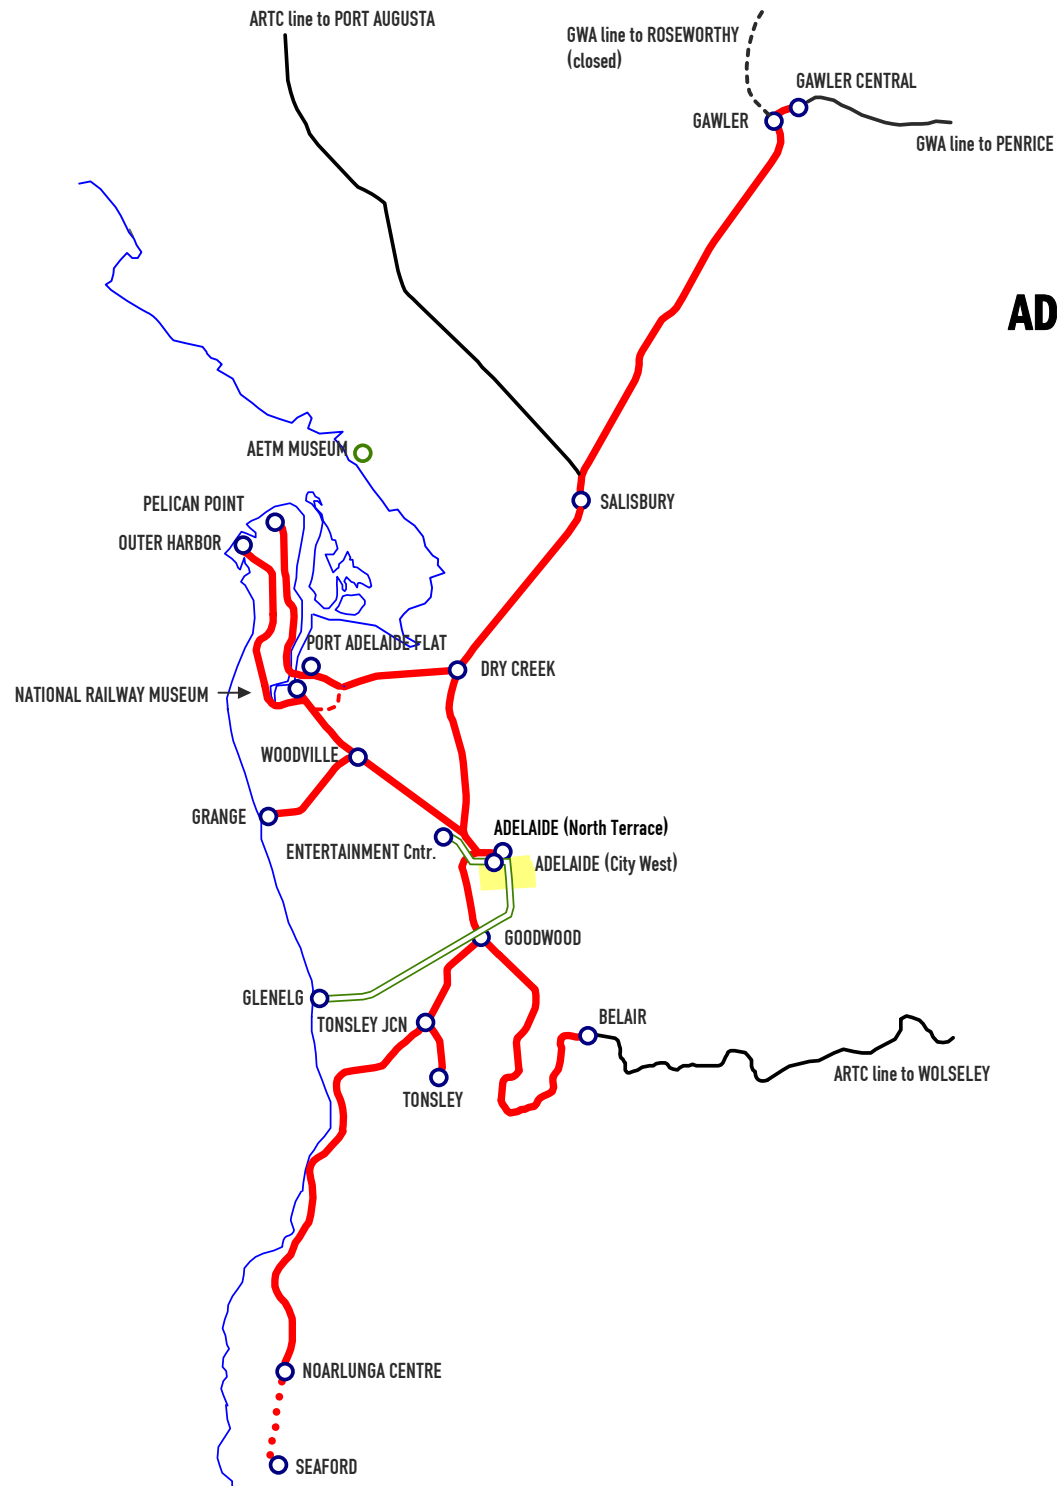 ARTC line to PORT AUGUSTA
GWA line to ROSEWORTHY
(closed)
GAWLER CENTRAL
GAWLER
GWA line to PENRICE
AD
AETM MUSEUM
PELICAN POINT
SALISBURY
OUTER HARBOR
PORT ADELAIDE FLAT
DRY CREEK
NATIONAL RAILWAY MUSEUM
WOODVILLE
GRANGE
ADELAIDE (North Terrace)
ENTERTAINMENT Cntr.
ADELAIDE (City West)
GOODWOOD
GLENELG
TONSLEY JCN
BELAIR
ARTC line to WOLSELEY
TONSLEY
NOARLUNGA CENTRE
SEAFORD